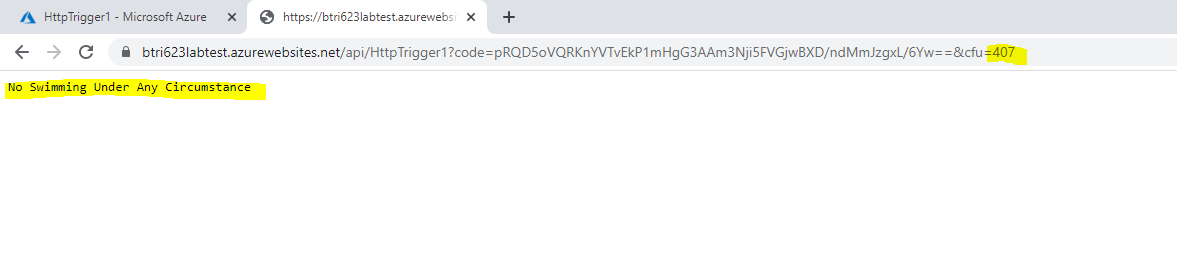 HttpTrigger1 - Microsoft Azure
https://btri623labtest.azurewebsi
btri623labtest.azurewebsites.net/api/HttpTrigger1?code=pRQD5oVQRKnYVTvEkP1mHgG3AAm3Nji5FVGjwBXD/ndMmJzgxL/6Yw==&cfu=407
No Swimming Under Any Circumstance